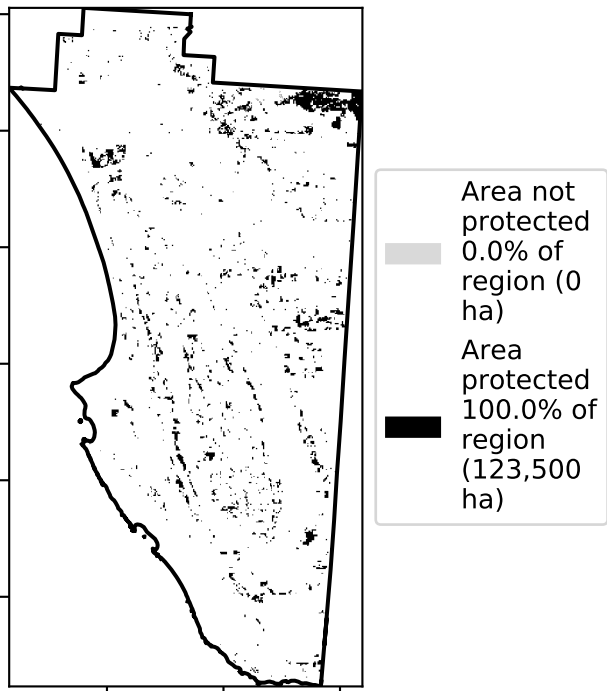 Area not
protected
0.0% of
region (0
ha)
Area
protected
100.0% of
region
(123,500
ha)